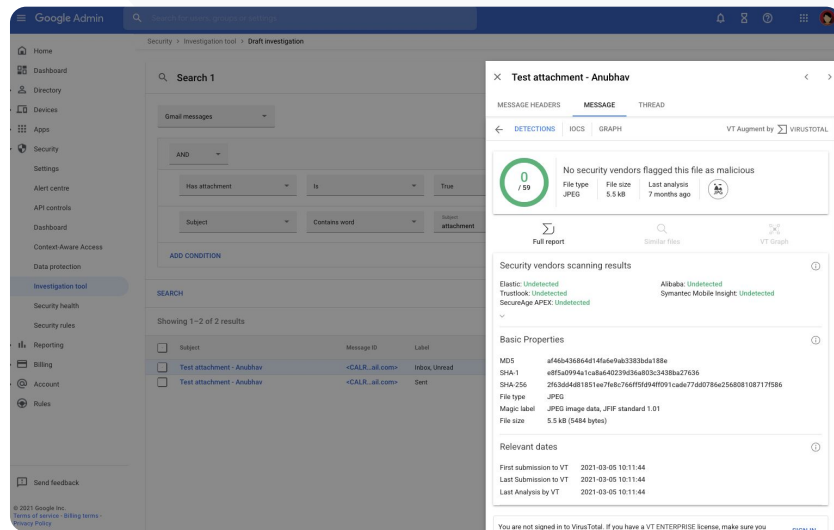 Google Admin
Search for users, groups or settings
Security > Investigation tool > Draft investigation
Home
Dashboard
Directory
Devices
Apps
Security
Settings
Alert centre
API controls
Dashboard
Context-Aware Access
Data protection
Investigation tool
Security health
Security rules
Reporting
Billing
Account
Rules
Send feedback
© 2021 Google Inc.
Terms of service - Billing terms -
Privacy Policy
Search 1
Gmail messages
AND
Has attachment Is True
Subject Contains word Subject
attachment
ADD CONDITION
SEARCH
Showing 1–2 of 2 results
Subject Message ID Label
Test attachment - Anubhav <CALR...ail.com> Inbox, Unread
Test attachment - Anubhav <CALR...ail.com> Sent
Test attachment - Anubhav
MESSAGE HEADERS MESSAGE THREAD
DETECTIONS IOCS GRAPH VT Augment by VIRUSTOTAL
0
/ 59
No security vendors flagged this file as malicious
File type File size Last analysis
JPEG 5.5 kB 7 months ago
Full report Similar files VT Graph
Security vendors scanning results
Elastic: Undetected Alibaba: Undetected
Trustlook: Undetected Symantec Mobile Insight: Undetected
SecureAge APEX: Undetected
Basic Properties
MD5 af46b436864d14fa6e9ab3383bda188e
SHA-1 e8f5a0994a1ca8a640239d36a803c3438ba27636
SHA-256 2f63dd4d81851ee7fe8c766ff5fd94ff091cade77dd0786e256808108717f586
File type JPEG
Magic label JPEG image data, JFIF standard 1.01
File size 5.5 kB (5484 bytes)
Relevant dates
First submission to VT 2021-03-05 10:11:44
Last Submission to VT 2021-03-05 10:11:44
Last Analysis by VT 2021-03-05 10:11:44
You are not signed in to VirusTotal. If you have a VT ENTERPRISE license, make sure you SIGN IN